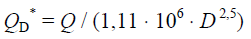 Q_D^* = Q / (1,11 · 10^6 · D^{2,5})